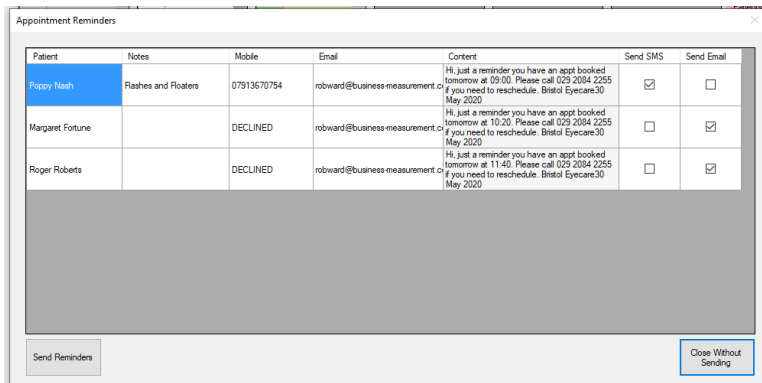 Appointment Reminders
Patient Notes Mobile Email Content Send SMS Send Email
Poppy Nash Flashes and Floaters 07913670754 robward@business-measurement.c
Hi, just a reminder you have an appt booked
tomorrow at 09:00. Please call 029 2084 2255
if you need to reschedule. Bristol Eyecare30
May 2020
Margaret Fortune DECLINED robward@business-measurement.c
Hi, just a reminder you have an appt booked
tomorrow at 10:20. Please call 029 2084 2255
if you need to reschedule. Bristol Eyecare30
May 2020
Roger Roberts DECLINED robward@business-measurement.c
Hi, just a reminder you have an appt booked
tomorrow at 11:40. Please call 029 2084 2255
if you need to reschedule. Bristol Eyecare30
May 2020
Send Reminders
Close Without
Sending